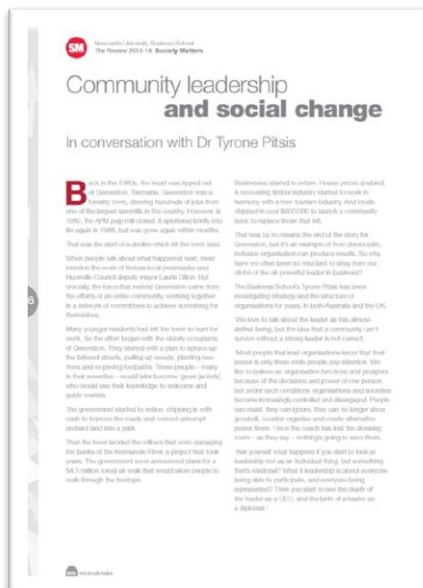 SM
Newcastle University Business School
The Review 2013-14 Society Matters
Community leadership
and social change
In conversation with Dr Tyrone Pitsis
Back in the 1980s, the heart was ripped out
of Geeveston, Tasmania. Geeveston was a
forestry town, drawing hundreds of jobs from
one of the largest sawmills in the country. However, in
1982, the APM pulp mill closed. It spluttered briefly into
life again in 1988, but was gone again within months.
That was the start of a decline which hit the town hard.
When people talk about what happened next, most
mention the work of tireless local postmaster and
Huonville Council deputy mayor Laurie Dillon. But
crucially, the force that revived Geeveston came from
the efforts of an entire community, working together
in a network of committees to achieve something for
themselves.
Many younger residents had left the town to hunt for
work. So the effort began with the elderly occupants
of Geeveston. They started with a plan to spruce up
the tattered streets, pulling up weeds, planting new
trees and re-paving footpaths. These people – many
in their seventies – would later become 'green jackets',
who would use their knowledge to welcome and
guide tourists.
The government started to notice, chipping in with
cash to improve the roads and convert unkempt
orchard land into a park.
Then the town tackled the willows that were damaging
the banks of the Kermandie River, a project that took
years. The government soon announced plans for a
$4.5 million forest air walk that would allow people to
walk through the treetops.
Businesses started to return. House prices doubled.
A recovering timber industry started to work in
harmony with a new tourism industry. And locals
chipped in over $600,000 to launch a community
bank, to replace those that left.
That was by no means the end of the story for
Geeveston, but it's an example of how democratic,
inclusive organisation can produce results. So why
have we often been so reluctant to stray from our
cliché of the all-powerful leader in business?
The Business School's Tyrone Pitsis has been
investigating strategy and the structure of
organisations for years, in both Australia and the UK.
'We love to talk about the leader as this almost
deified being, but the idea that a community can't
survive without a strong leader is not correct.
'Most people that lead organisations know that their
power is only there while people pay attention. We
like to believe an organisation functions and prospers
because of the decisions and power of one person,
but under such conditions organisations and societies
become increasingly controlled and disengaged. People
can resist, they can ignore, they can no longer show
goodwill, counter organise and create alternative
power flows. Once the coach has lost the dressing
room – as they say – nothing's going to save them.
'Ask yourself what happens if you start to look at
leadership not as an individual thing, but something
that's relational? What if leadership is about everyone
being able to participate, and everyone being
represented? Then you start to see the death of
the leader as a CEO, and the birth of a leader as
a diplomat.'
6